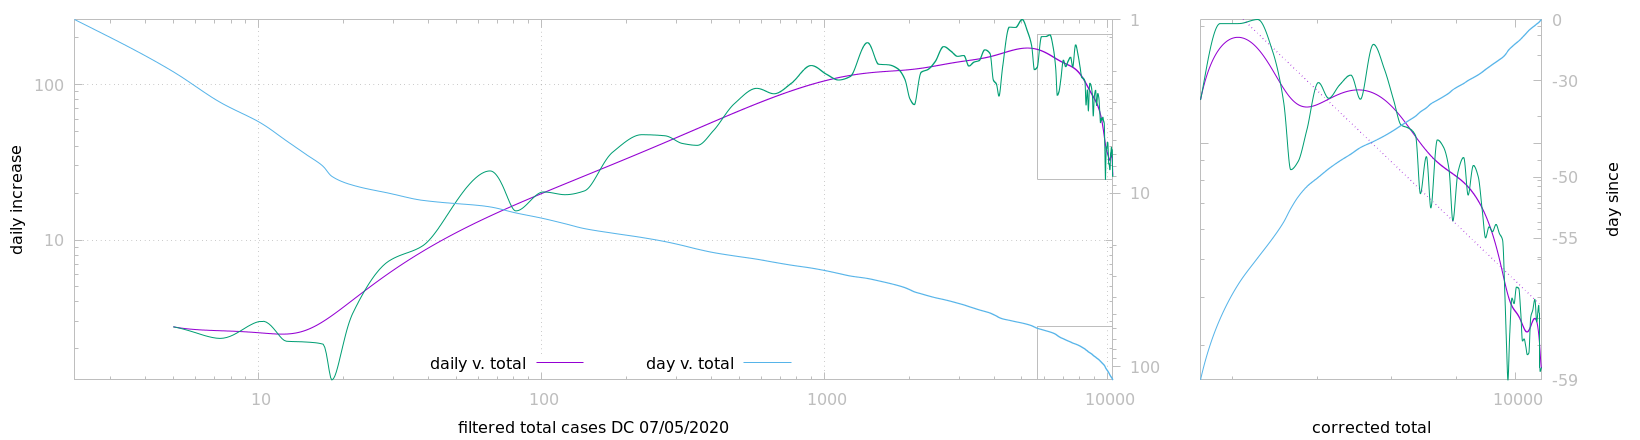 daily increase
100
10
1
10
100
daily v. total
day v. total
10
100
1000
10000
filtered total cases DC 07/05/2020
0
-30
-50
-55
-59
day since
10000
corrected total